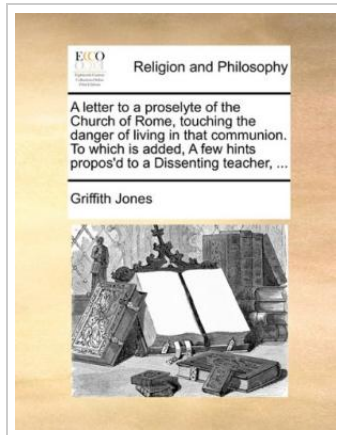 ECCO
Religion and Philosophy
A letter to a proselyte of the
Church of Rome, touching the
danger of living in that communion.
To which is added, A few hints
propos'd to a Dissenting teacher, ...
Griffith Jones